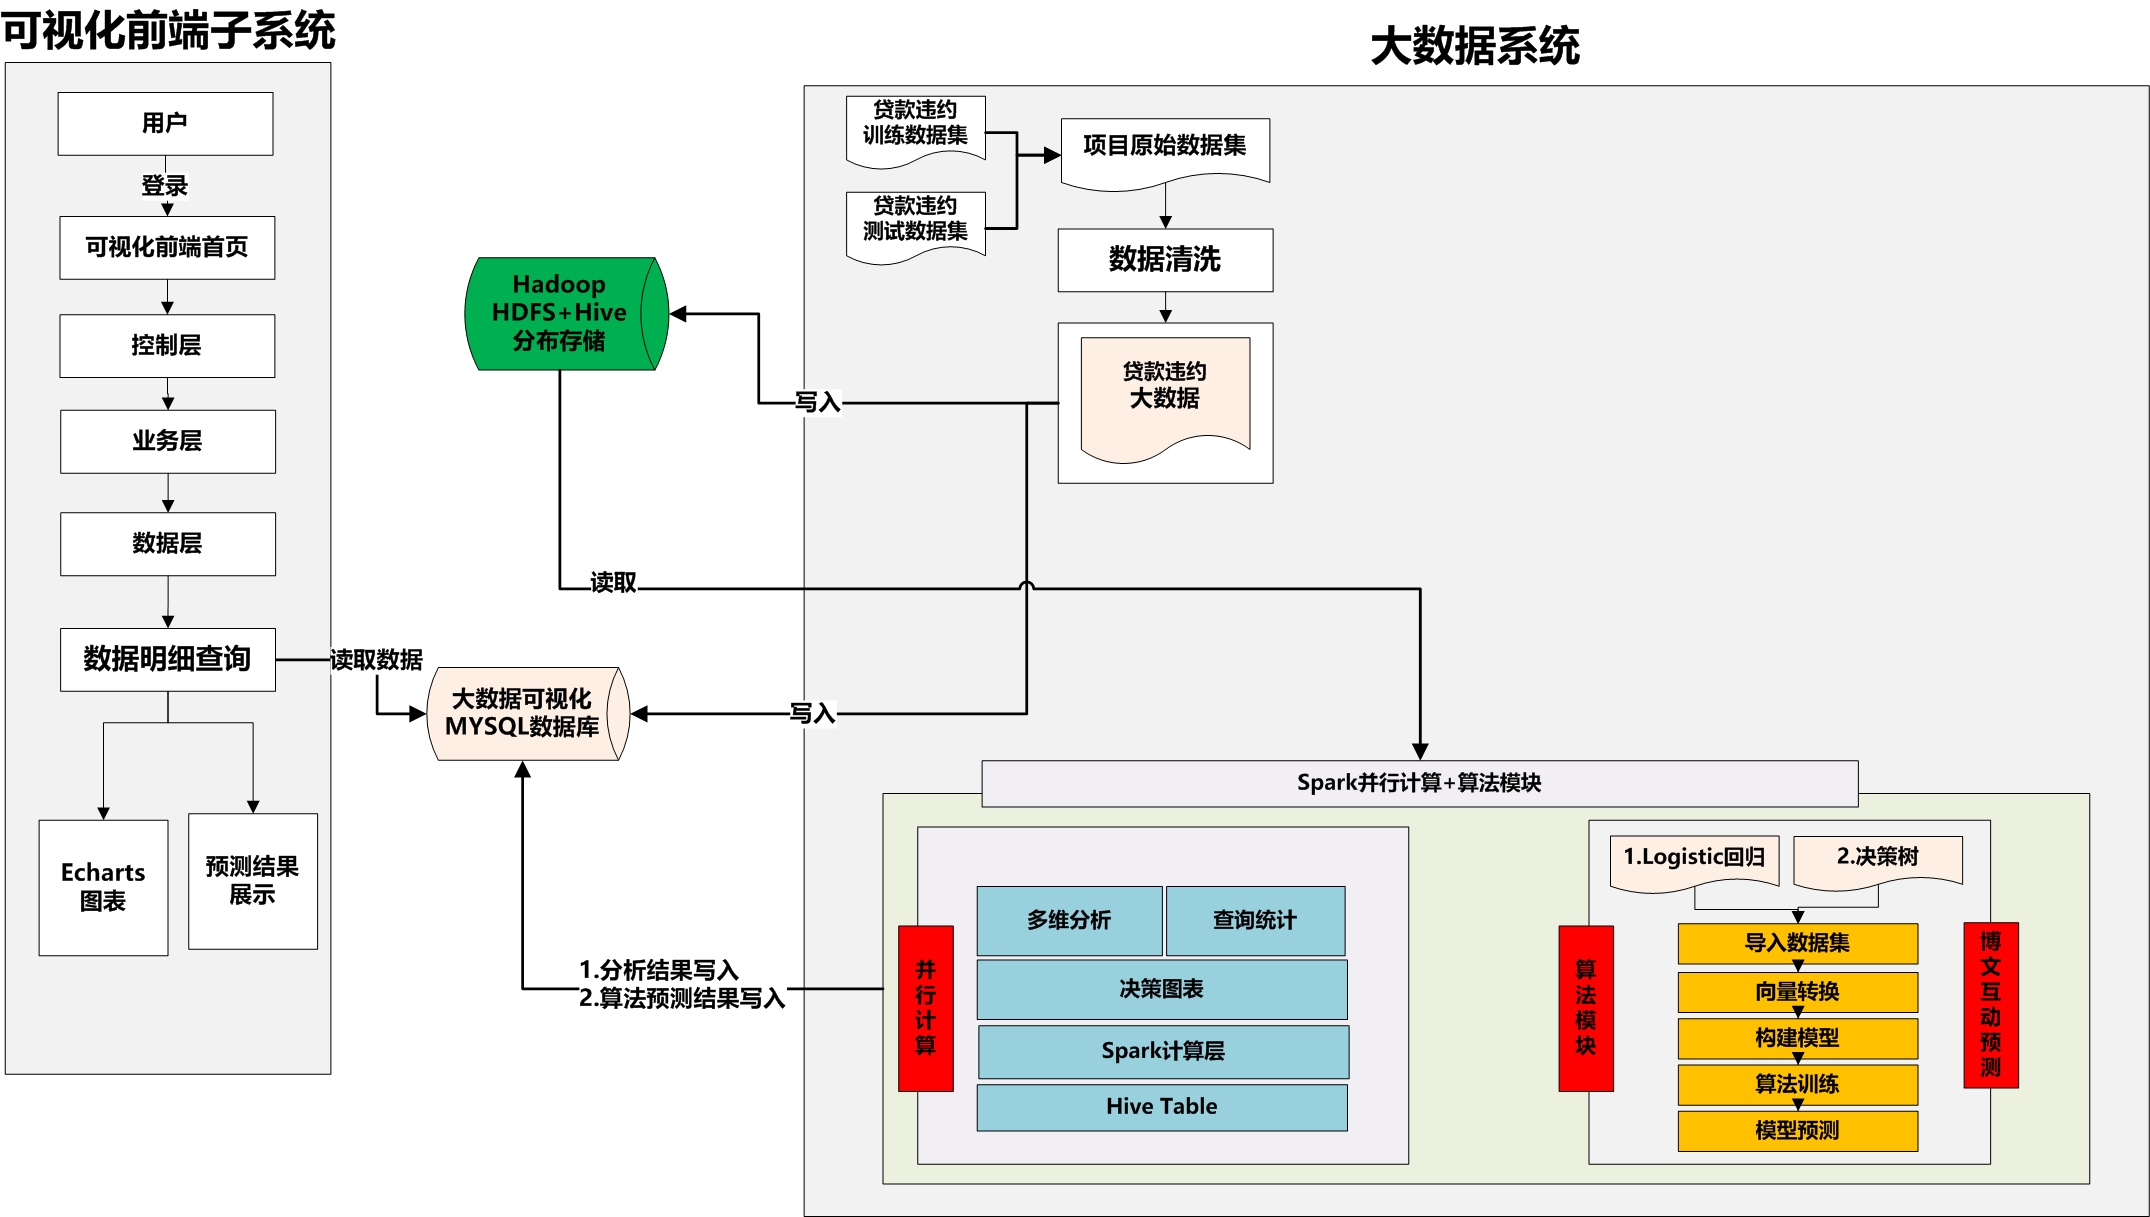 可视化前端子系统
用户
登录
可视化前端首页
控制层
业务层
数据层
数据明细查询
读取数据
Echarts
图表
预测结果
展示
Hadoop
HDFS+Hive
分布存储
写入
读取
大数据可视化
MYSQL数据库
写入
1.分析结果写入
2.算法预测结果写入
大数据系统
贷款违约
训练数据集
贷款违约
测试数据集
项目原始数据集
数据清洗
贷款违约
大数据
Spark并行计算+算法模块
并行计算
多维分析
查询统计
决策图表
Spark计算层
Hive Table
算法模块
1.Logistic回归
2.决策树
导入数据集
向量转换
构建模型
算法训练
模型预测
博文互动预测